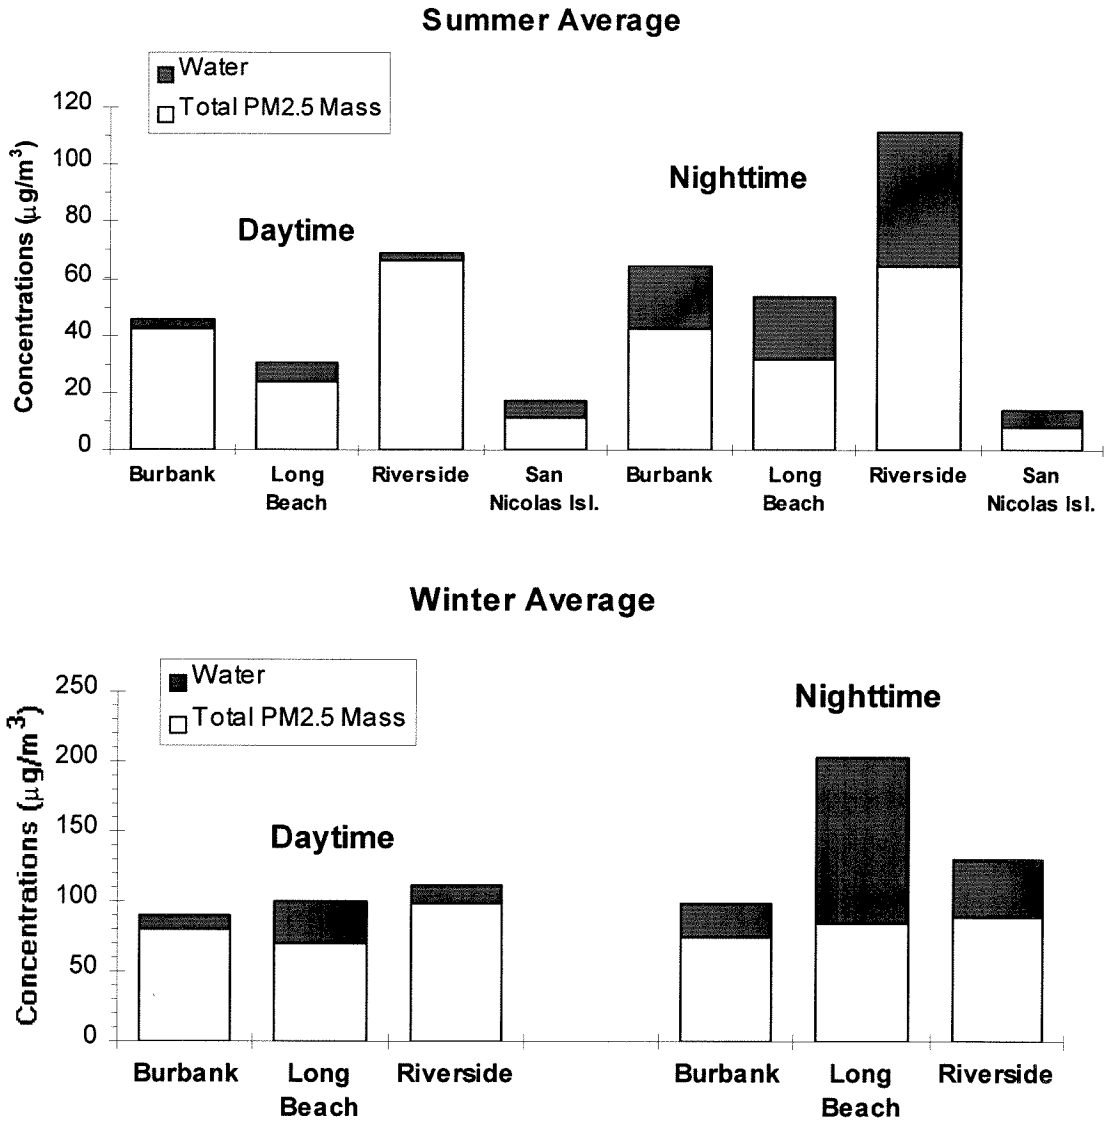 Summer Average
Water
Total PM2.5 Mass
120
100
80
60
40
20
0
Concentrations (µg/m³)
Daytime
Nighttime
Burbank
Long
Beach
Riverside
San
Nicolas Isl.
Burbank
Long
Beach
Riverside
San
Nicolas Isl.
Winter Average
Water
Total PM2.5 Mass
250
200
150
100
50
0
Concentrations (µg/m³)
Daytime
Nighttime
Burbank
Long
Beach
Riverside
Burbank
Long
Beach
Riverside